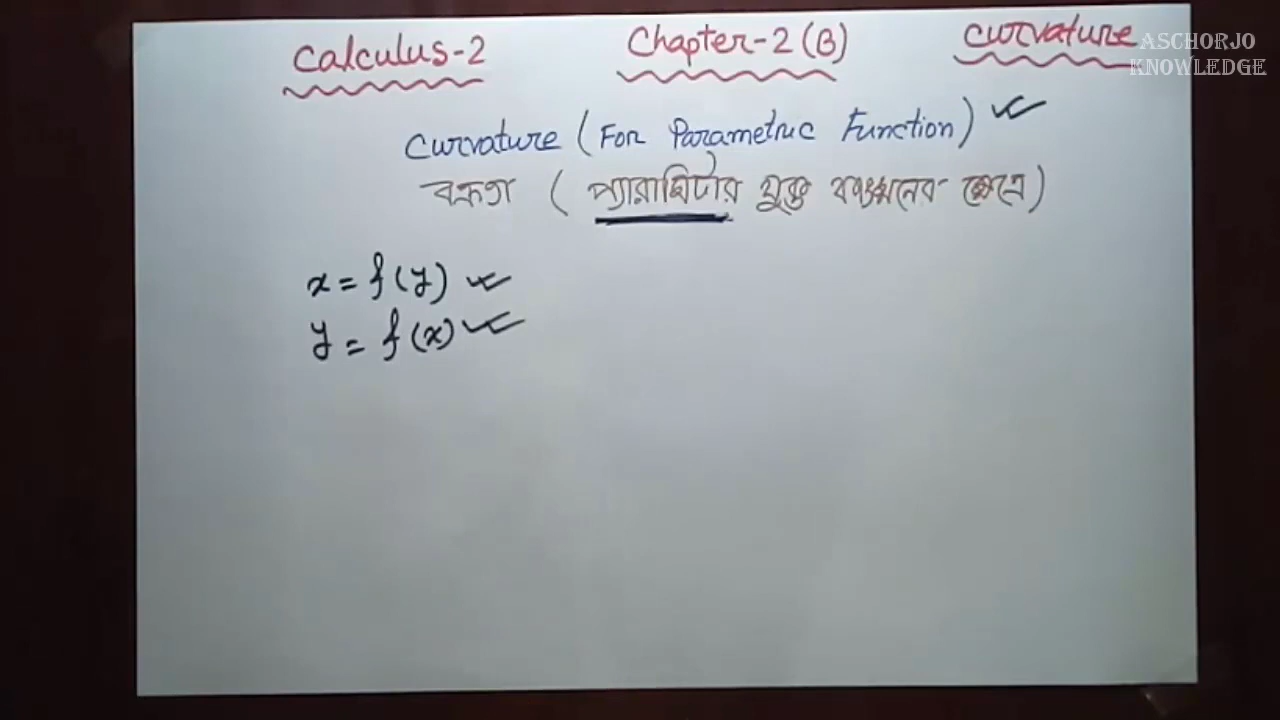 Calculus-2 Chapter-2(B) Curvature
ASCHORJO
KNOWLEDGE
Curvature (For Parametric Function)
বক্রতা (প্যারামিটার যুক্ত ফাংশনের ক্ষেত্রে)
x = f(y)
y = f(x)